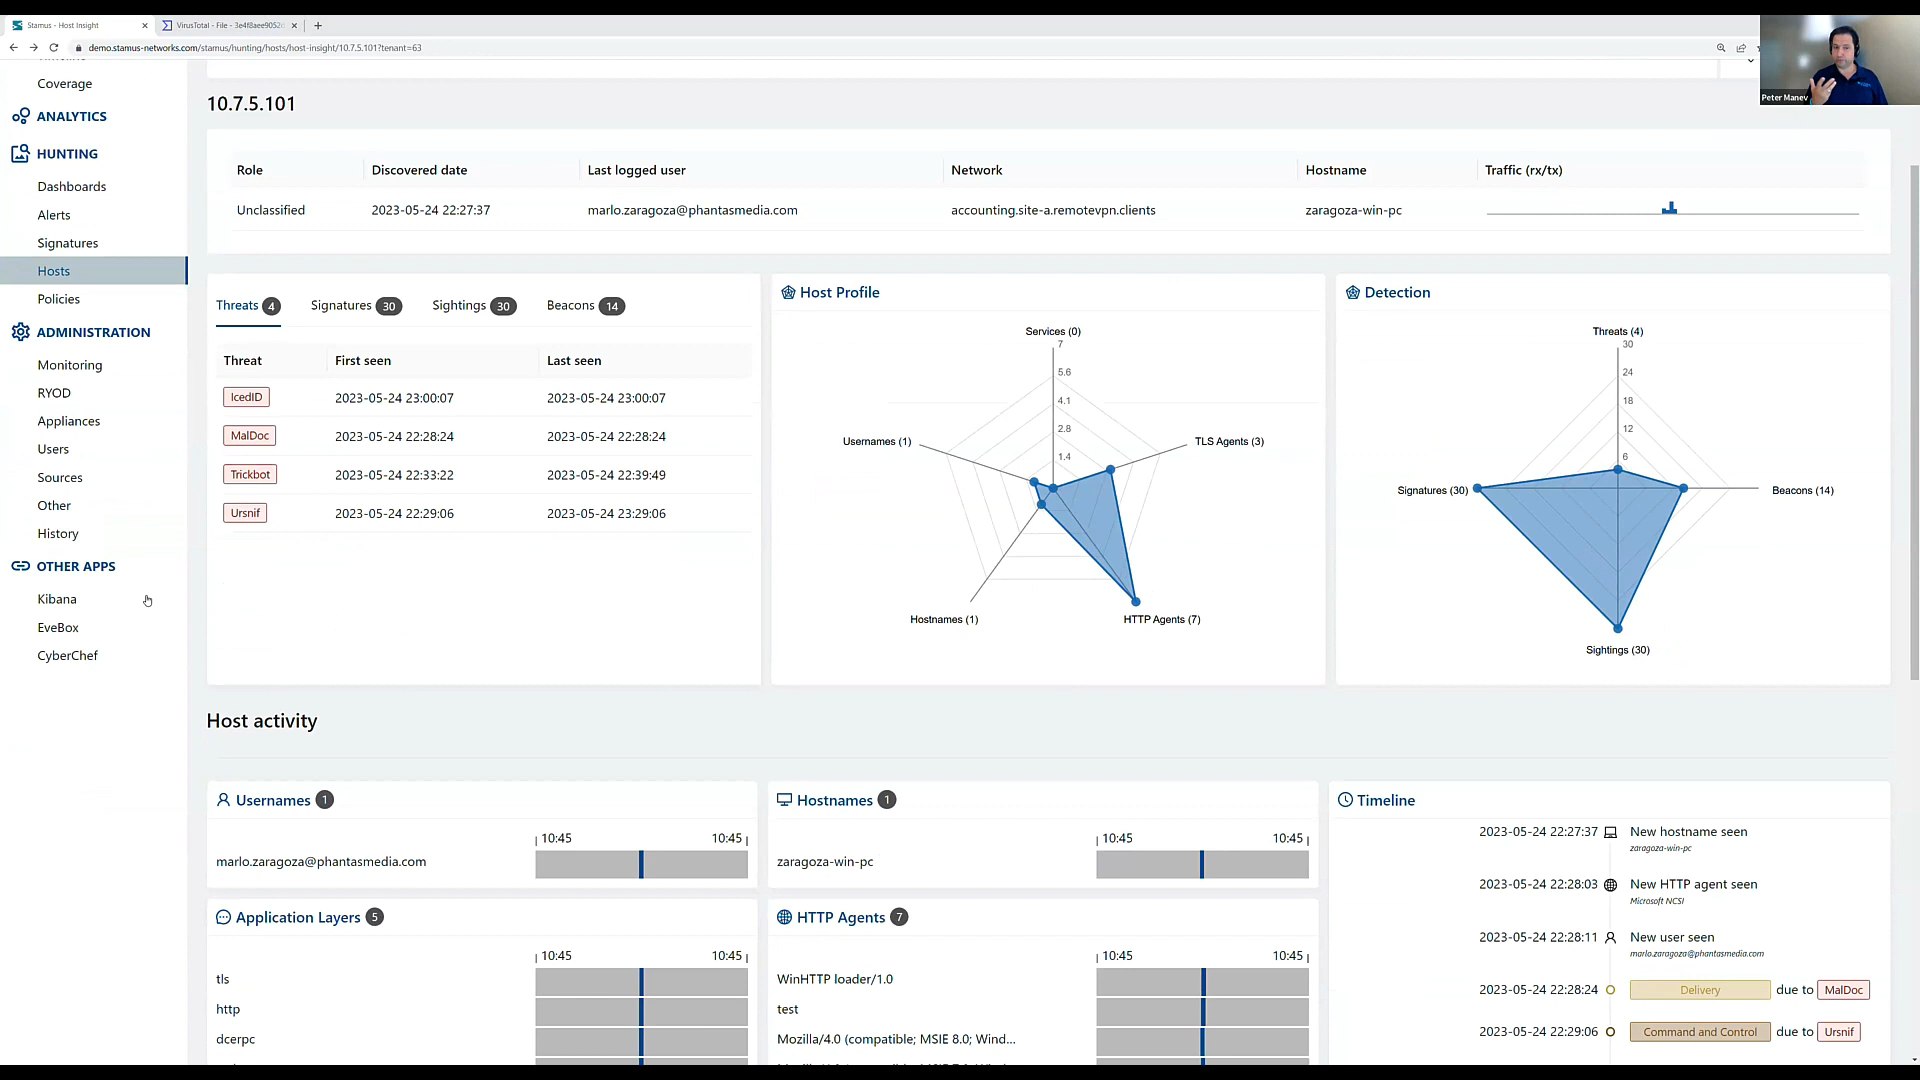 Stamus - Host Insight
VirusTotal - File - 3e4f8aee9052
demo.stamus-networks.com/stamus/hunting/hosts/host-insight/10.7.5.101?tenant=63
Peter Manev
Coverage
ANALYTICS
HUNTING
Dashboards
Alerts
Signatures
Hosts
Policies
ADMINISTRATION
Monitoring
RYOD
Appliances
Users
Sources
Other
History
OTHER APPS
Kibana
EveBox
CyberChef
10.7.5.101
Role Discovered date Last logged user Network Hostname Traffic (rx/tx)
Unclassified 2023-05-24 22:27:37 marlo.zaragoza@phantasmedia.com accounting.site-a.remotevpn.clients zaragoza-win-pc
Threats 4 Signatures 30 Sightings 30 Beacons 14
Threat First seen Last seen
IcedID 2023-05-24 23:00:07 2023-05-24 23:00:07
MalDoc 2023-05-24 22:28:24 2023-05-24 22:28:24
Trickbot 2023-05-24 22:33:22 2023-05-24 22:39:49
Ursnif 2023-05-24 22:29:06 2023-05-24 23:29:06
Host Profile
Services (0)
7
5.6
4.1
2.8
1.4
Usernames (1)
TLS Agents (3)
Hostnames (1)
HTTP Agents (7)
Detection
Threats (4)
30
24
18
12
6
Signatures (30)
Beacons (14)
Sightings (30)
Host activity
Usernames 1
10:45 10:45
marlo.zaragoza@phantasmedia.com
Hostnames 1
10:45 10:45
zaragoza-win-pc
Application Layers 5
10:45 10:45
tls
http
dcerpc
HTTP Agents 7
10:45 10:45
WinHTTP loader/1.0
test
Mozilla/4.0 (compatible; MSIE 8.0; Wind...
Timeline
2023-05-24 22:27:37 New hostname seen
zaragoza-win-pc
2023-05-24 22:28:03 New HTTP agent seen
Microsoft NCSI
2023-05-24 22:28:11 New user seen
marlo.zaragoza@phantasmedia.com
2023-05-24 22:28:24 Delivery due to MalDoc
2023-05-24 22:29:06 Command and Control due to Ursnif